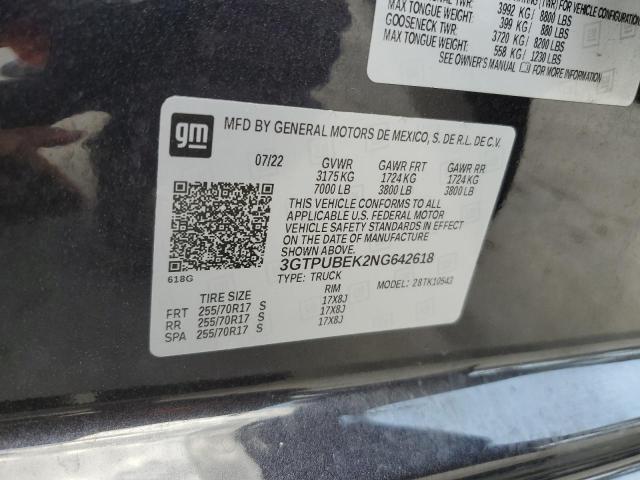 (TWR) FOR VEHICLE CONFIGURATION
TWR: 3992 KG / 8800 LBS
MAX TONGUE WEIGHT: 399 KG / 880 LBS
GOOSENECK TWR: 3720 KG / 8200 LBS
MAX TONGUE WEIGHT: 558 KG / 1230 LBS
SEE OWNER'S MANUAL FOR MORE INFORMATION
gm
MFD BY GENERAL MOTORS DE MEXICO, S. DE R.L. DE C.V.
07/22 GVWR GAWR FRT GAWR RR
3175 KG 1724 KG 1724 KG
7000 LB 3800 LB 3800 LB
THIS VEHICLE CONFORMS TO ALL
APPLICABLE U.S. FEDERAL MOTOR
VEHICLE SAFETY STANDARDS IN EFFECT
ON THE DATE OF MANUFACTURE
SHOWN ABOVE.
3GTPUBEK2NG642618
618G
TYPE: TRUCK
MODEL: 28TK10543
TIRE SIZE RIM
FRT 255/70R17 S 17X8J
RR 255/70R17 S 17X8J
SPA 255/70R17 S 17X8J